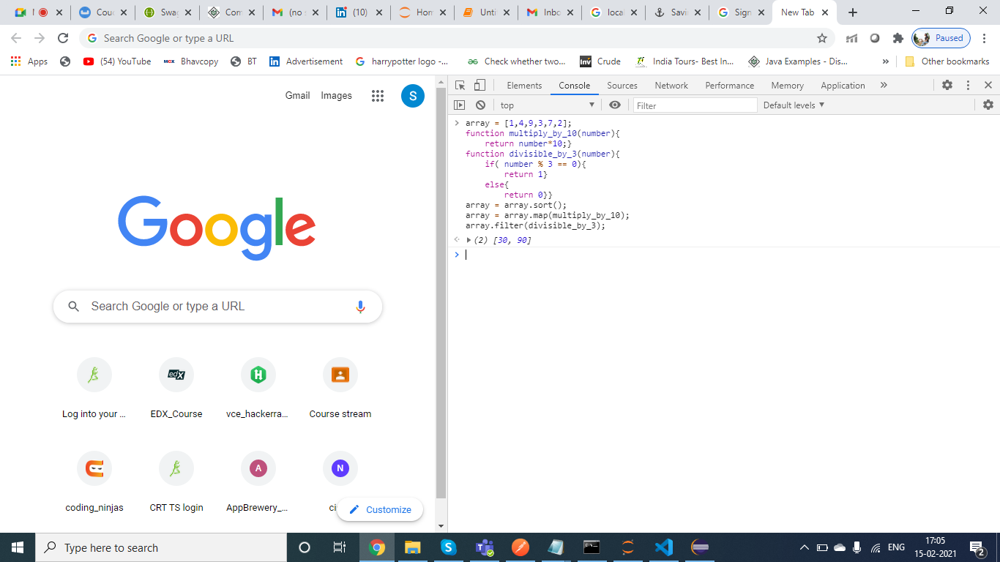 Cou
Swag
Com
(no s
(10)
Hom
Unti
Inbo
loca
Savi
Sign
New Tab
Search Google or type a URL
Paused
Apps
(54) YouTube
MCX Bhavcopy
BT
Advertisement
harrypotter logo -...
Check whether two...
Inv Crude
India Tours- Best In...
Java Examples - Dis...
»
Other bookmarks
Gmail
Images
S
Elements
Console
Sources
Network
Performance
Memory
Application
»
top
Filter
Default levels
array = [1,4,9,3,7,2];
function multiply_by_10(number){
return number*10;}
function divisible_by_3(number){
if( number % 3 == 0){
return 1}
else{
return 0}}
array = array.sort();
array = array.map(multiply_by_10);
array.filter(divisible_by_3);
(2) [30, 90]
Google
Search Google or type a URL
edX
H
Log into your ...
EDX_Course
vce_hackerra...
Course stream
A
N
coding_ninjas
CRT TS login
AppBrewery_...
Customize
Type here to search
ENG
17:05
15-02-2021
2